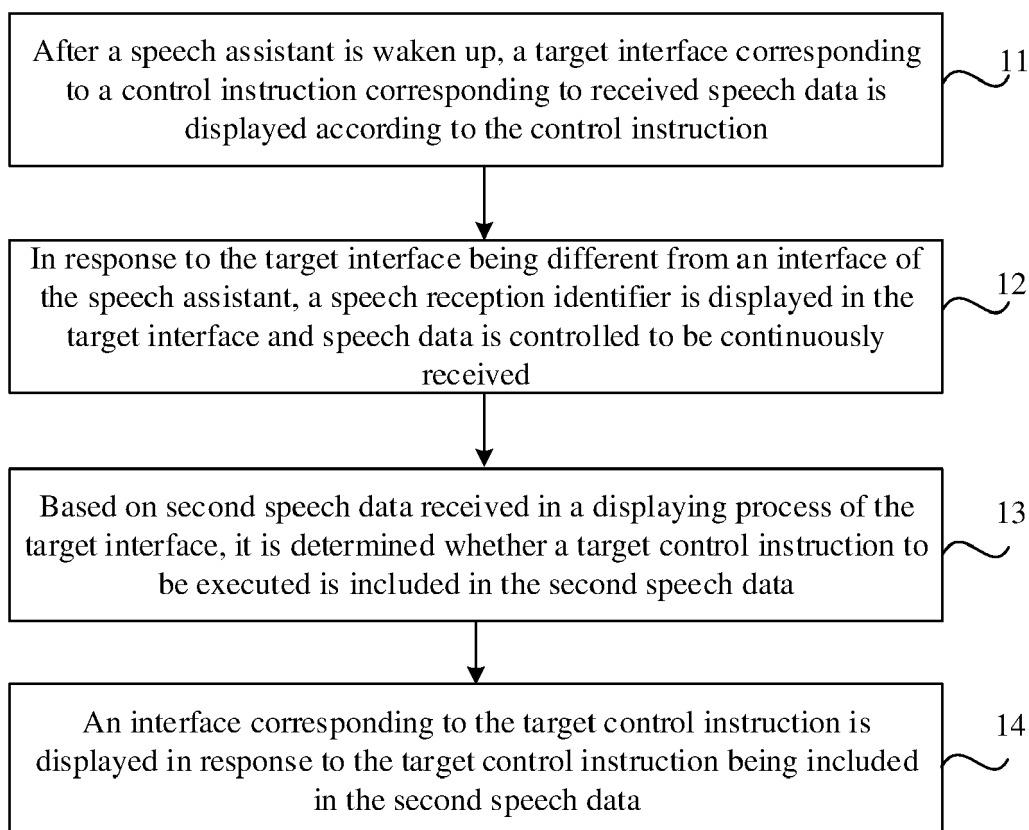 After a speech assistant is waken up, a target interface corresponding
to a control instruction corresponding to received speech data is
displayed according to the control instruction
11
In response to the target interface being different from an interface of
the speech assistant, a speech reception identifier is displayed in the
target interface and speech data is controlled to be continuously
received
12
Based on second speech data received in a displaying process of the
target interface, it is determined whether a target control instruction to
be executed is included in the second speech data
13
An interface corresponding to the target control instruction is
displayed in response to the target control instruction being included
in the second speech data
14